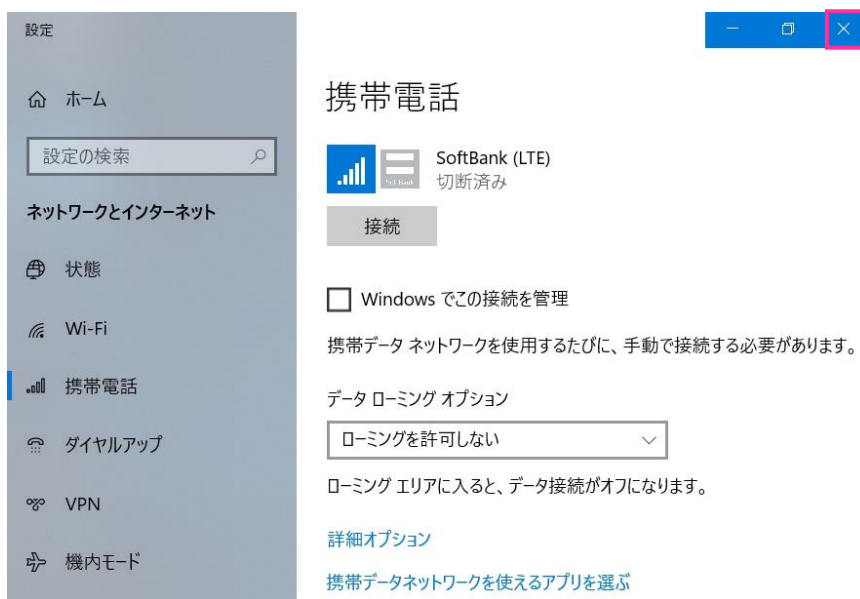 設定
ホーム
設定の検索
ネットワークとインターネット
状態
Wi-Fi
携帯電話
ダイヤルアップ
VPN
機内モード
携帯電話
SoftBank
SoftBank (LTE)
切断済み
接続
Windows でこの接続を管理
携帯データ ネットワークを使用するたびに、手動で接続する必要があります。
データ ローミング オプション
ローミングを許可しない
ローミング エリアに入ると、データ接続がオフになります。
詳細オプション
携帯データネットワークを使えるアプリを選ぶ